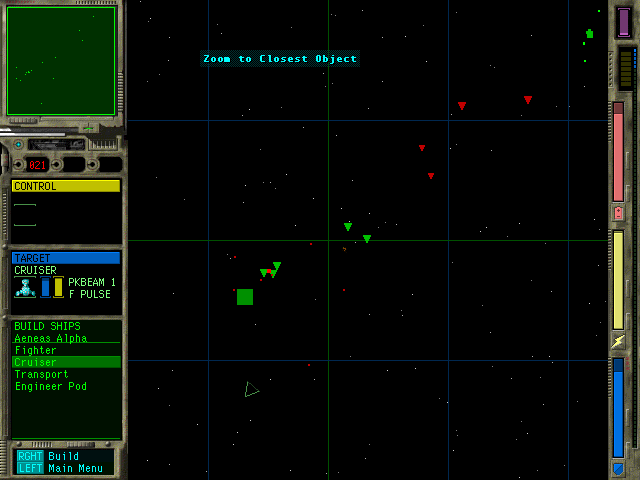 Zoom to Closest Object
021
CONTROL
TARGET
CRUISER
PKBEAM 1
F PULSE
BUILD SHIPS
Aeneas Alpha
Fighter
Cruiser
Transport
Engineer Pod
RGHT Build
LEFT Main Menu